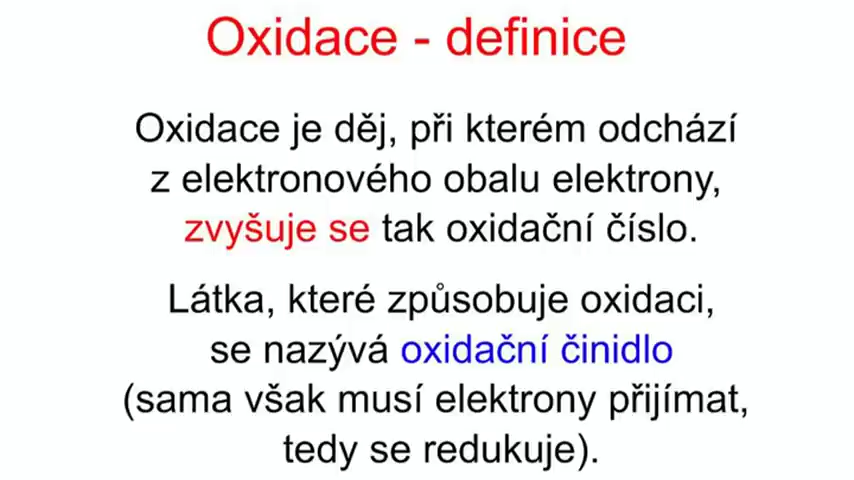 Oxidace - definice
Oxidace je děj, při kterém odchází
z elektronového obalu elektrony,
zvyšuje se tak oxidační číslo.
Látka, které způsobuje oxidaci,
se nazývá oxidační činidlo
(sama však musí elektrony přijímat,
tedy se redukuje).